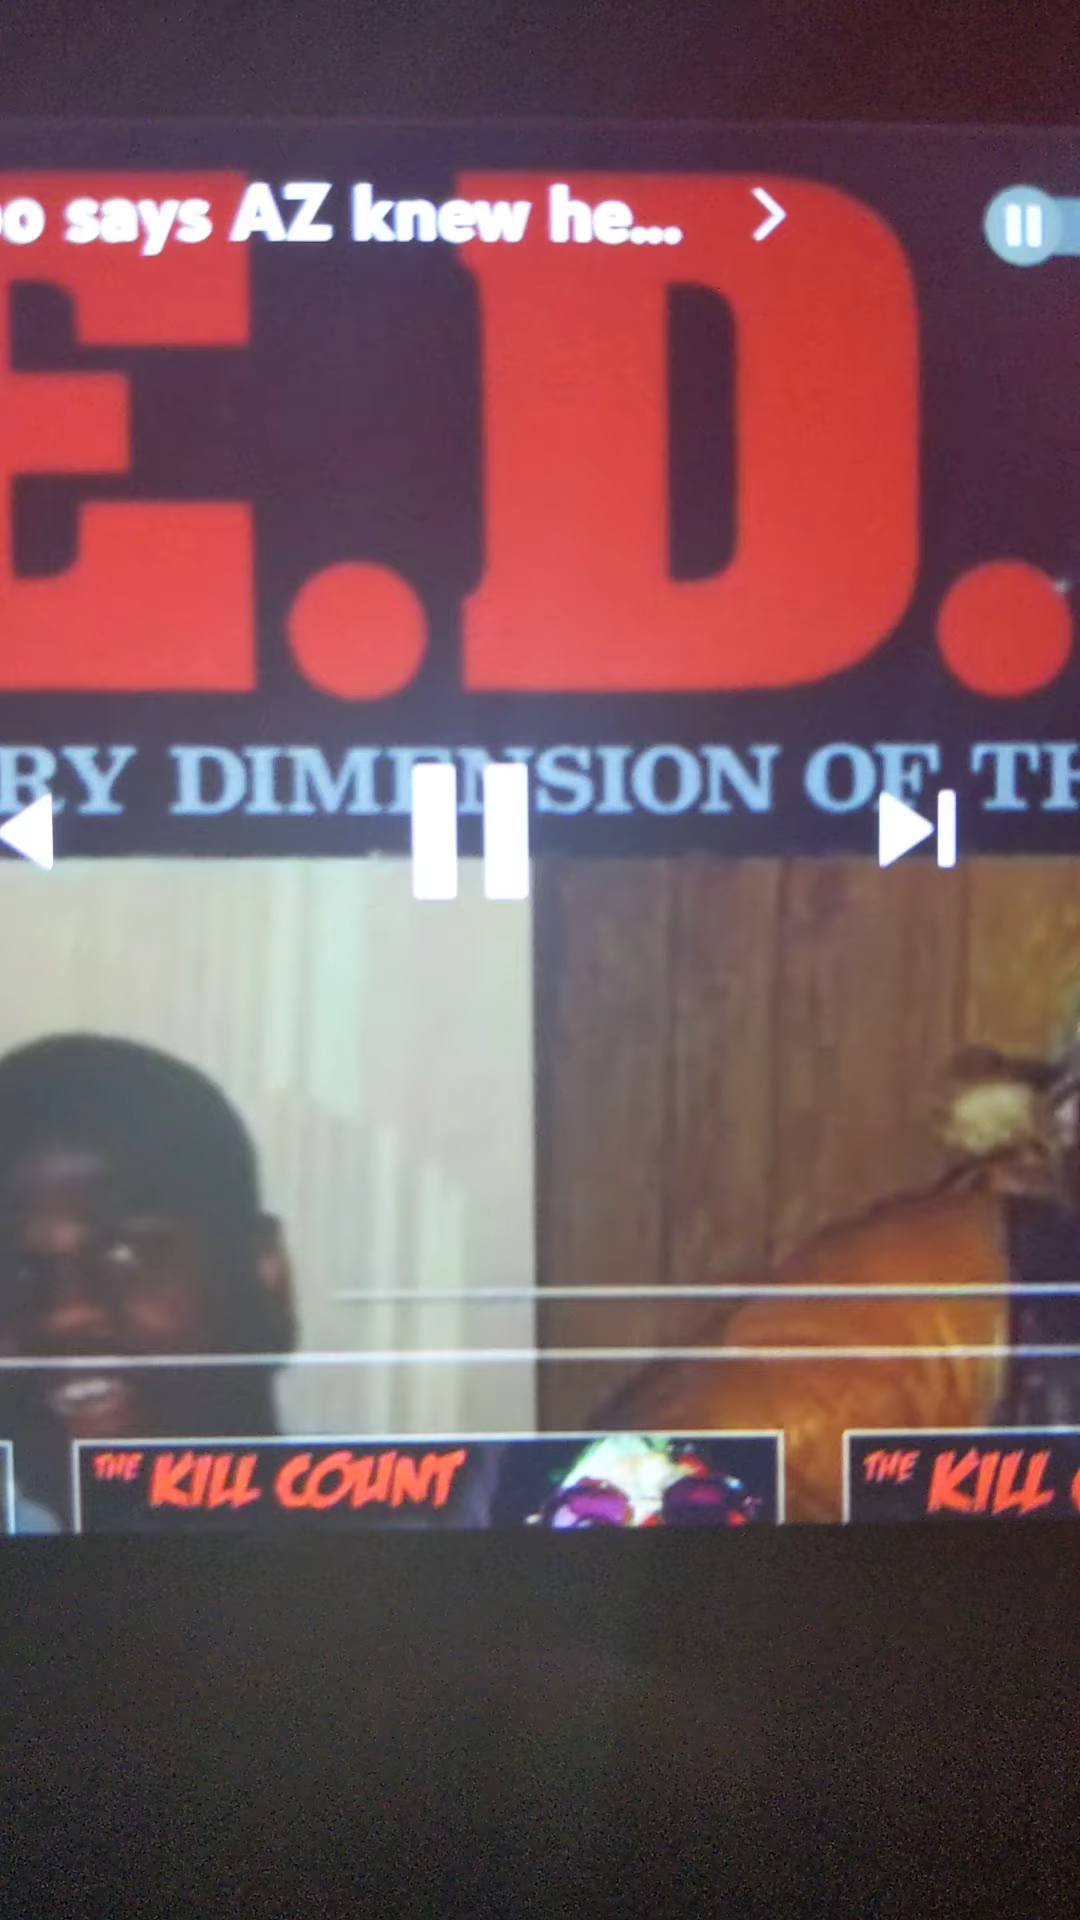 o says AZ knew he...
E.D.
RY DIMENSION OF TH
THE KILL COUNT
THE KILL